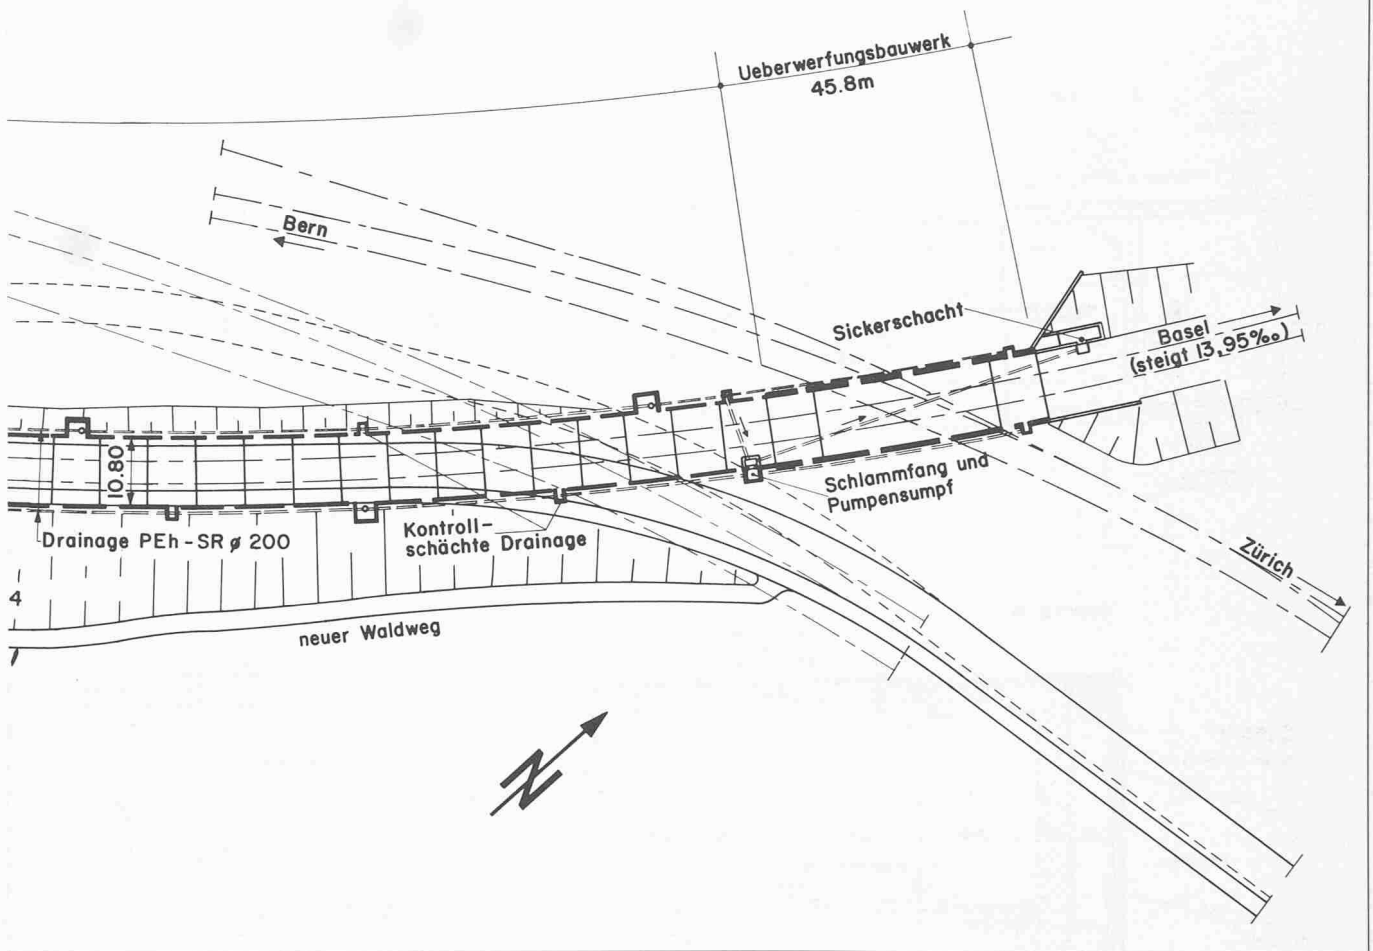 Ueberwerfungsbauwerk
45.8m
Bern
Sickerschacht
Basel
(steigt 13,95‰)
10.80
Schlammfang und
Pumpensumpf
Kontroll-
schächte Drainage
Drainage PEh-SR ø 200
Zürich
4
neuer Waldweg
N